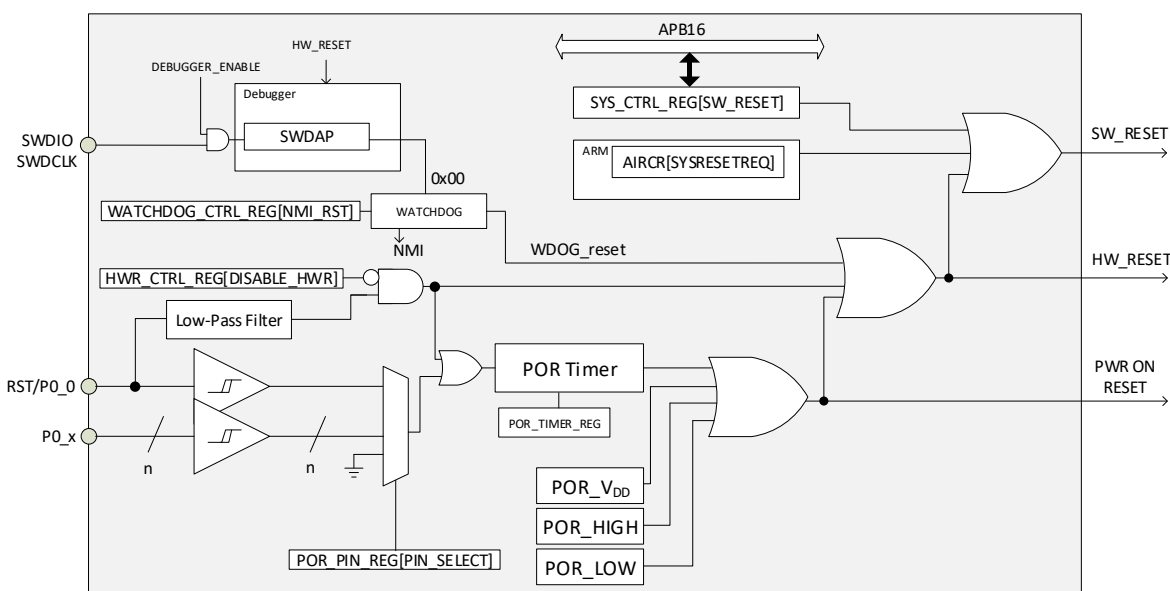 APB16
HW_RESET
DEBUGGER_ENABLE
Debugger
SYS_CTRL_REG[SW_RESET]
SWDIO
SWDCLK
SWDAP
SW_RESET
ARM
AIRCR[SYSRESETREQ]
0x00
WATCHDOG_CTRL_REG[NMI_RST]
WATCHDOG
NMI
WDOG_reset
HW_RESET
HWR_CTRL_REG[DISABLE_HWR]
Low-Pass Filter
RST/P0_0
POR Timer
PWR ON
RESET
POR_TIMER_REG
P0_x
n
n
POR_VDD
POR_HIGH
POR_PIN_REG[PIN_SELECT]
POR_LOW